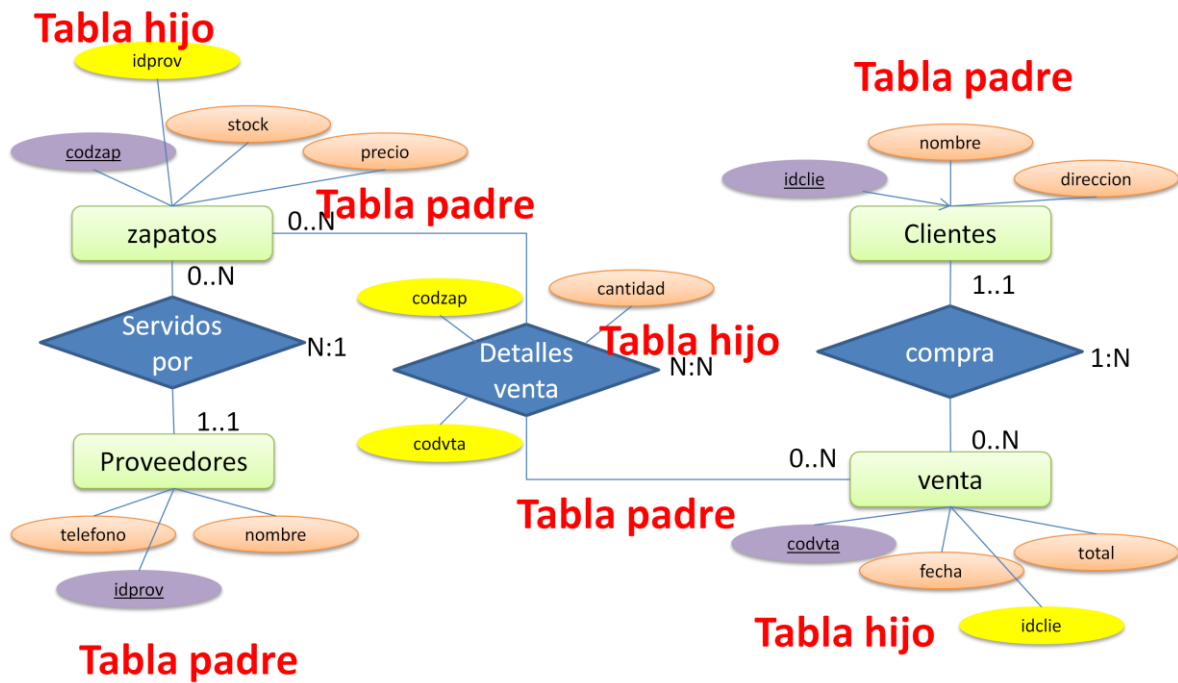 Tabla hijo
idprov
Tabla padre
stock
nombre
codzap
precio
idclie
direccion
Tabla padre
zapatos
0..N
Clientes
0..N
1..1
codzap
cantidad
Servidos
por
N:1
Tabla hijo
Detalles
venta
N:N
compra
1:N
1..1
codvta
0..N
0..N
Proveedores
venta
Tabla padre
telefono
nombre
codvta
total
fecha
idprov
Tabla hijo
idclie
Tabla padre